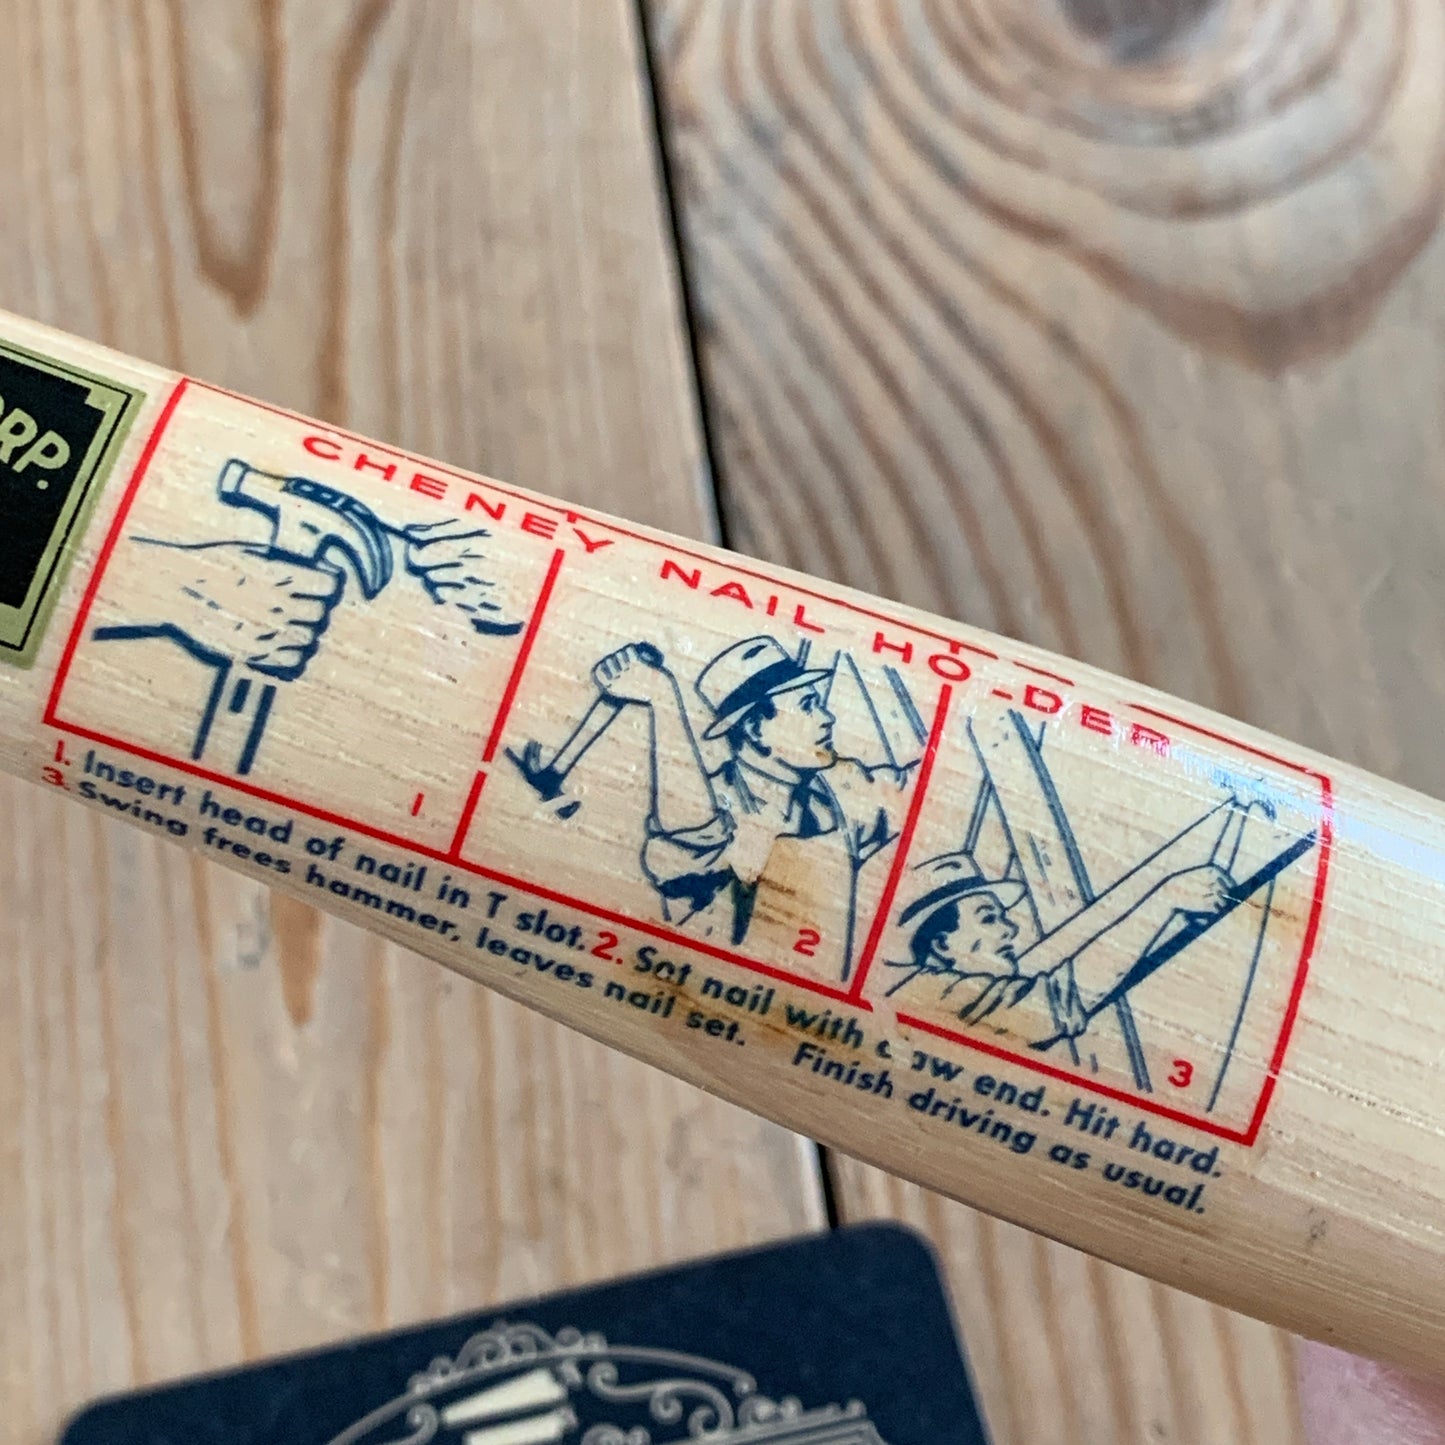 CORP.
CHENEY NAIL HO-DER
1
2
3
1. Insert head of nail in T slot. 2. Set nail with claw end. Hit hard.
3. Swing frees hammer, leaves nail set. Finish driving as usual.